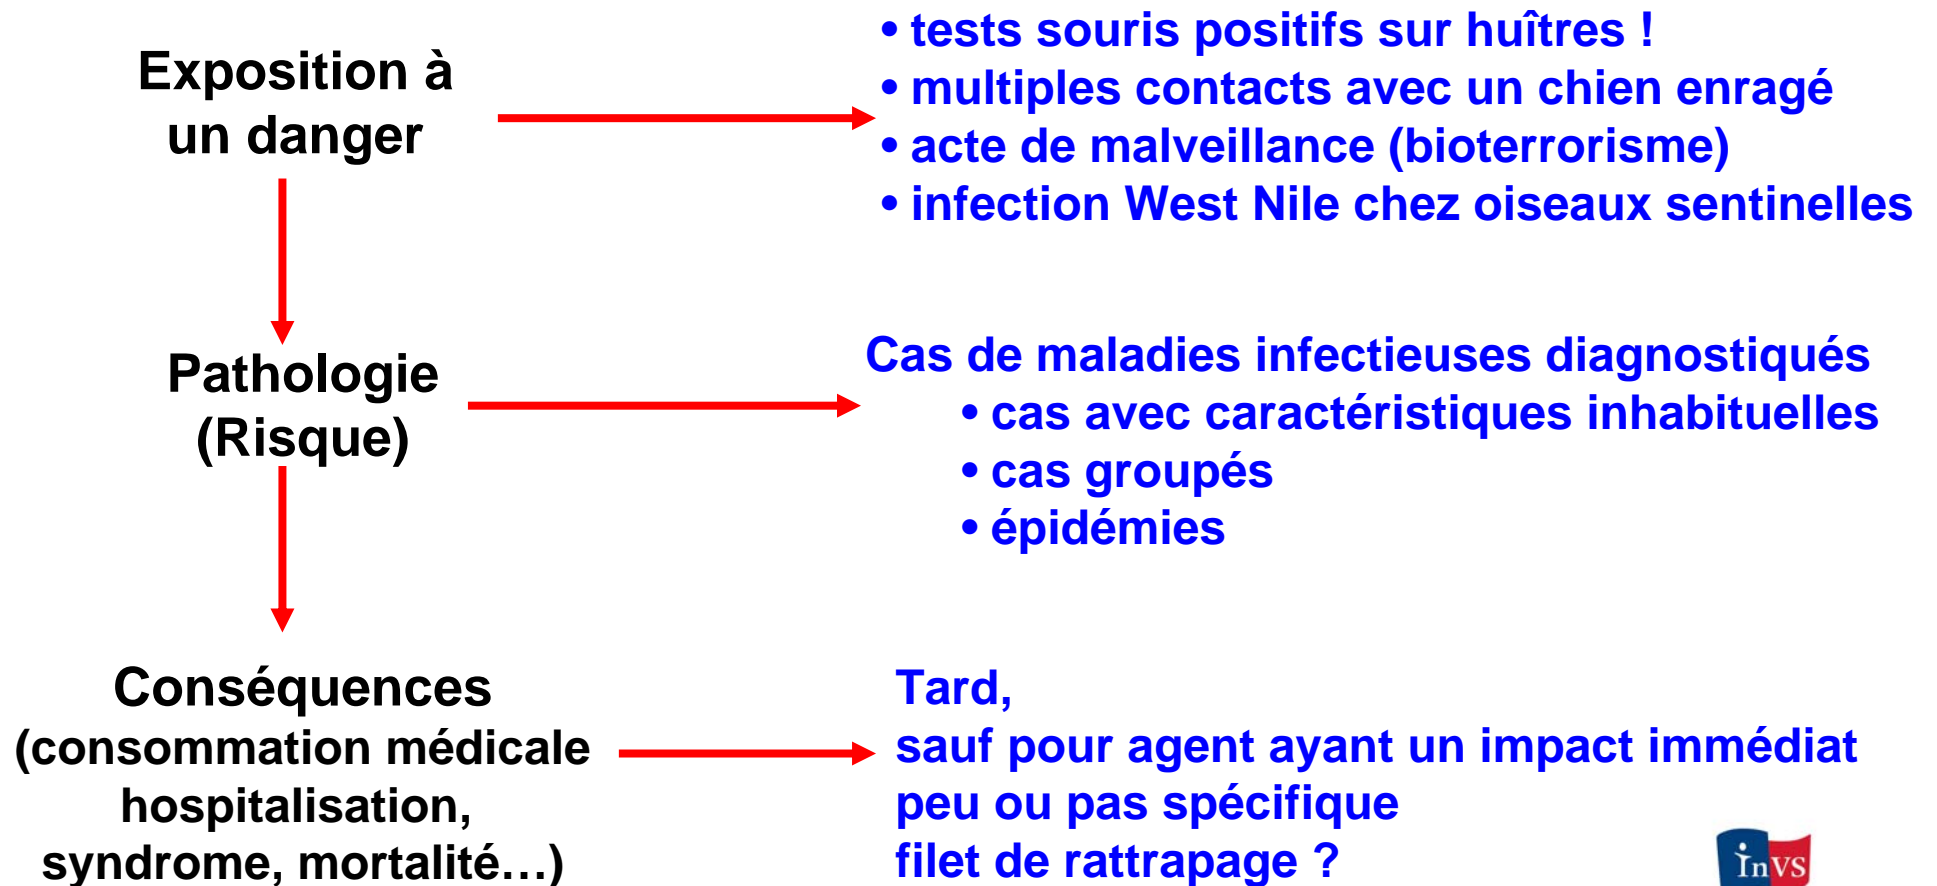 Exposition à
un danger
• tests souris positifs sur huîtres !
• multiples contacts avec un chien enragé
• acte de malveillance (bioterrorisme)
• infection West Nile chez oiseaux sentinelles
Pathologie
(Risque)
Cas de maladies infectieuses diagnostiqués
• cas avec caractéristiques inhabituelles
• cas groupés
• épidémies
Conséquences
(consommation médicale
hospitalisation,
syndrome, mortalité…)
Tard,
sauf pour agent ayant un impact immédiat
peu ou pas spécifique
filet de rattrapage ?
InVS